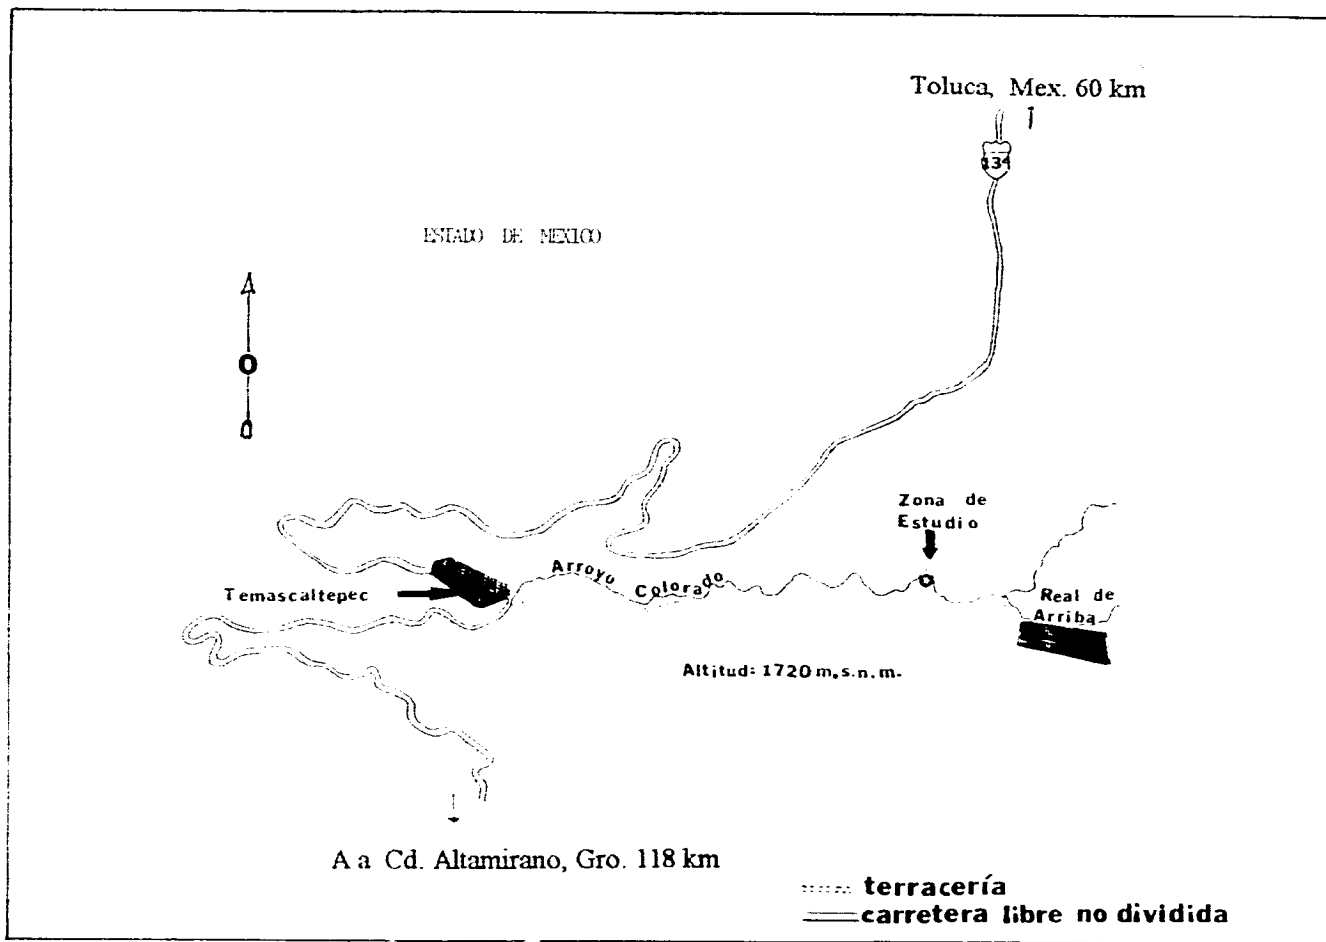 Toluca, Mex. 60 km
134
ESTADO DE MEXICO
O
Zona de
Estudio
Arroyo Colorado
Temascaltepec
Real de
Arriba
Altitud: 1720 m.s.n.m.
A a Cd. Altamirano, Gro. 118 km
terracería
carretera libre no dividida